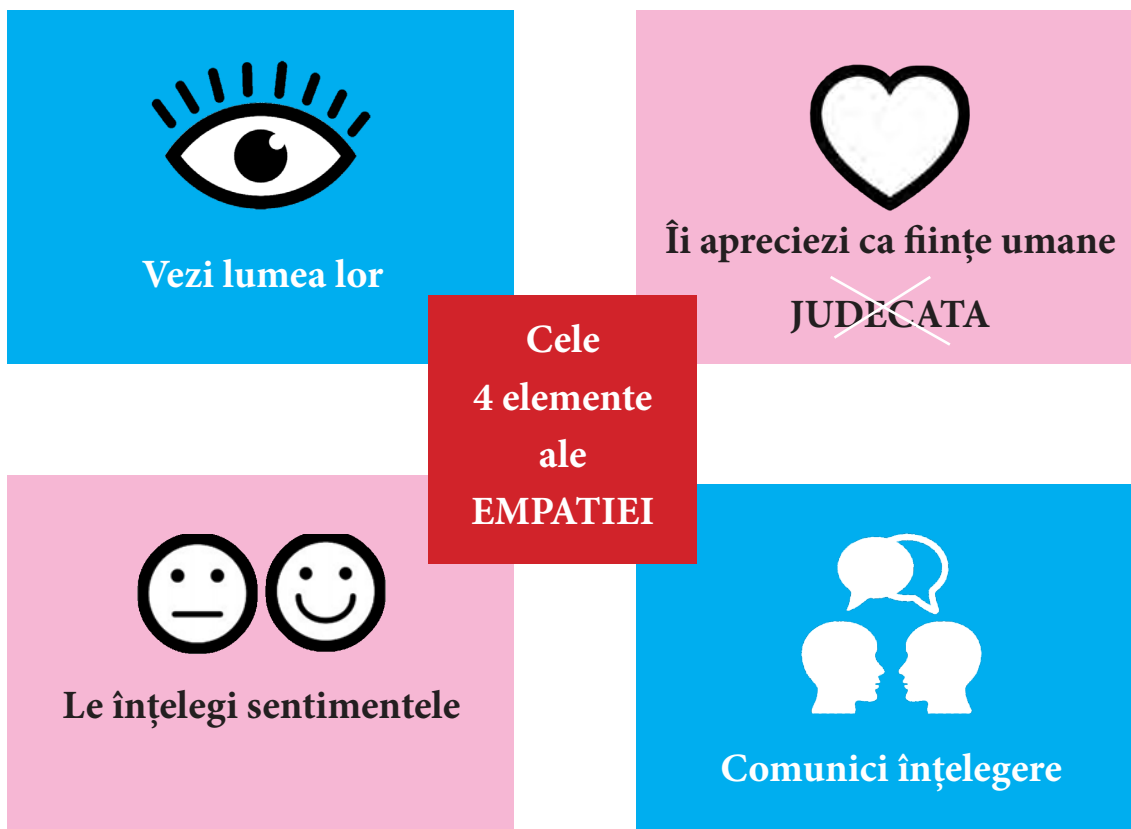 Vezi lumea lor
Îi apreciezi ca ființe umane
JUDECATA
Cele
4 elemente
ale
EMPATIEI
Le înțelegi sentimentele
Comunici înțelegere